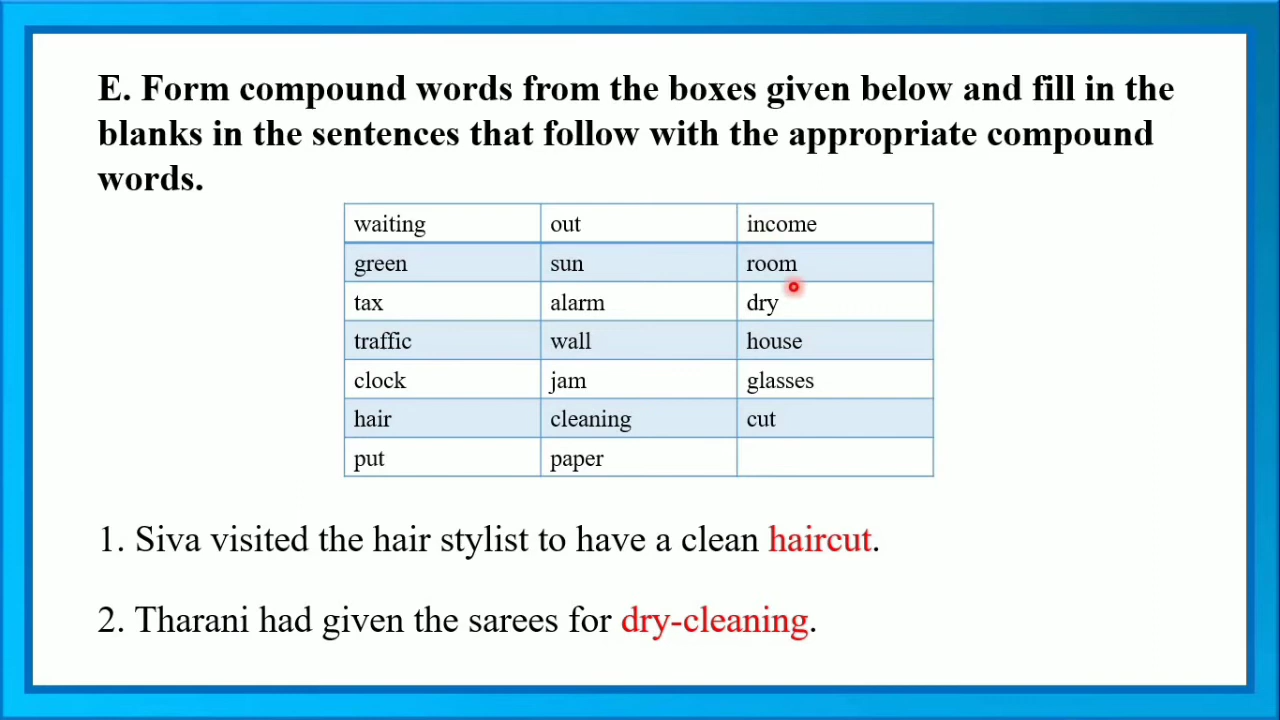 E. Form compound words from the boxes given below and fill in the
blanks in the sentences that follow with the appropriate compound
words.
waiting out income
green sun room
tax alarm dry
traffic wall house
clock jam glasses
hair cleaning cut
put paper
1. Siva visited the hair stylist to have a clean haircut.
2. Tharani had given the sarees for dry-cleaning.